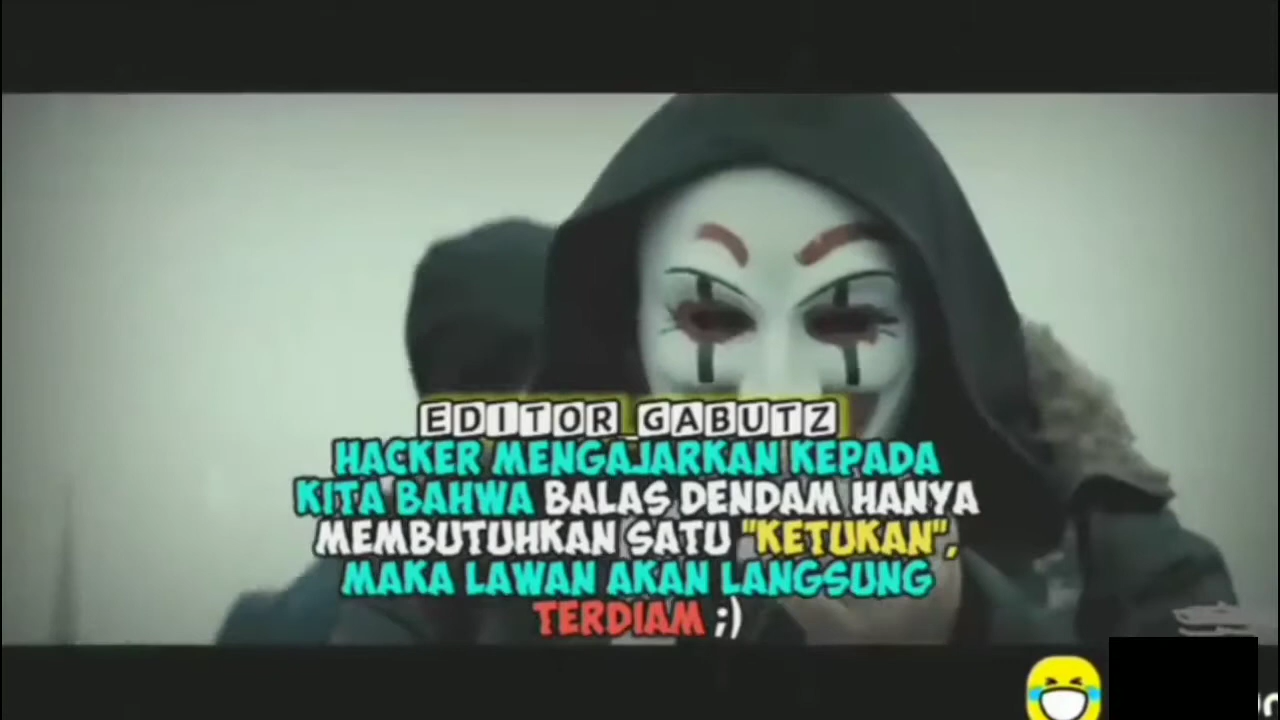 EDITOR GABUTZ
HACKER MENGAJARKAN KEPADA
KITA BAHWA BALAS DENDAM HANYA
MEMBUTUHKAN SATU "KETUKAN",
MAKA LAWAN AKAN LANGSUNG
TERDIAM ;)